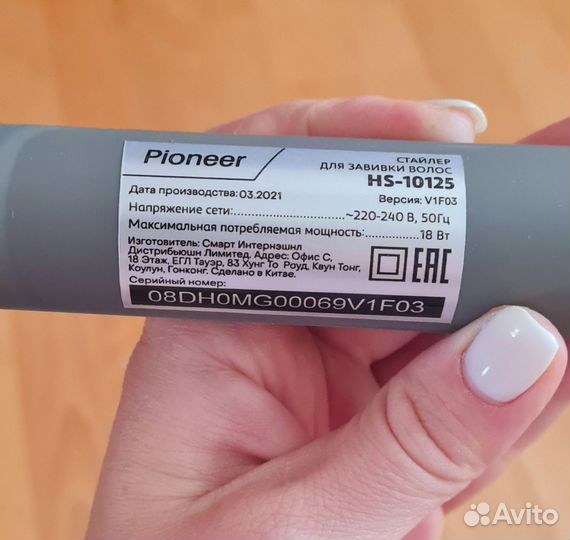 Pioneer
СТАЙЛЕР
ДЛЯ ЗАВИВКИ ВОЛОС
HS-10125
Дата производства:03.2021
Версия: V1F03
Напряжение сети: ~220-240 В, 50Гц
Максимальная потребляемая мощность: 18 Вт
Изготовитель: Смарт Интернэшнл
Дистрибьюшн Лимитед. Адрес: Офис С,
18 Этаж, ЕГЛ Тауэр, 83 Хунг То Роуд, Квун Тонг,
Коулун, Гонконг. Сделано в Китае.
EAC
Серийный номер:
08DH0MG00069V1F03
Avito